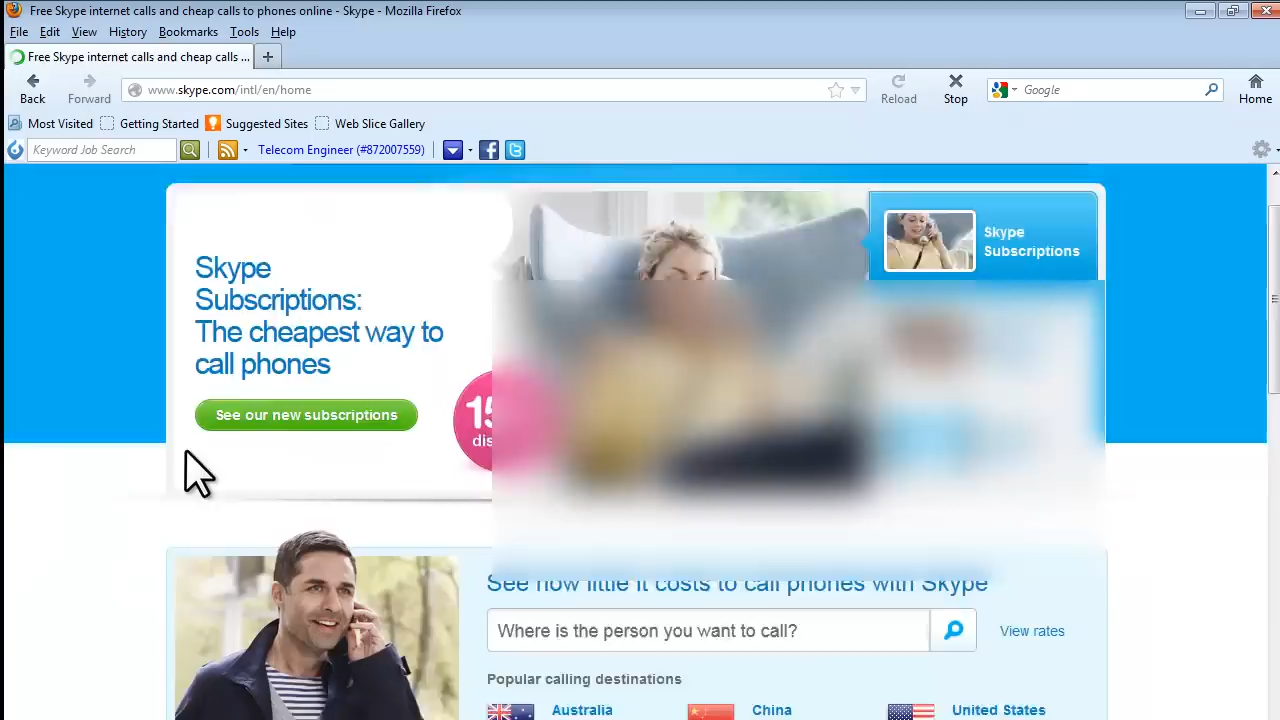 Free Skype internet calls and cheap calls to phones online - Skype - Mozilla Firefox
File Edit View History Bookmarks Tools Help
Free Skype internet calls and cheap calls ...
Back Forward www.skype.com/intl/en/home Reload Stop Google Home
Most Visited Getting Started Suggested Sites Web Slice Gallery
Keyword Job Search Telecom Engineer (#872007559)
Skype
Subscriptions:
The cheapest way to
call phones
See our new subscriptions
Skype
Subscriptions
See how little it costs to call phones with Skype
Where is the person you want to call? View rates
Popular calling destinations
Australia China United States